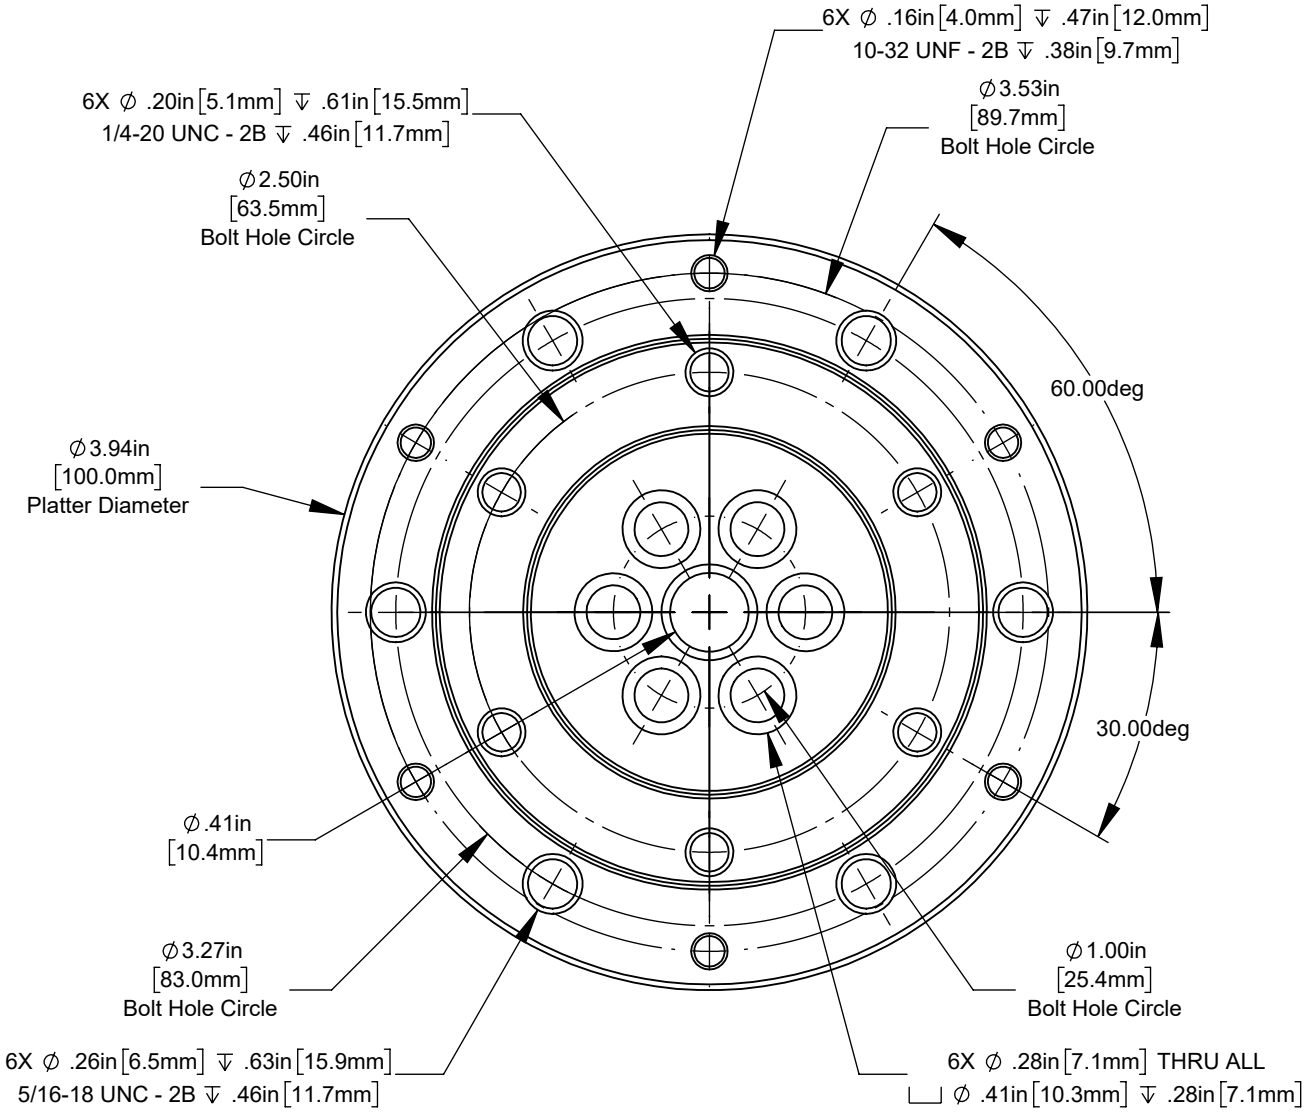 6X ⌀ .16in[4.0mm] ↧ .47in[12.0mm]
10-32 UNF - 2B ↧ .38in[9.7mm]
⌀3.53in
[89.7mm]
Bolt Hole Circle
6X ⌀ .20in[5.1mm] ↧ .61in[15.5mm]
1/4-20 UNC - 2B ↧ .46in[11.7mm]
⌀2.50in
[63.5mm]
Bolt Hole Circle
60.00deg
⌀3.94in
[100.0mm]
Platter Diameter
30.00deg
⌀.41in
[10.4mm]
⌀3.27in
[83.0mm]
Bolt Hole Circle
⌀1.00in
[25.4mm]
Bolt Hole Circle
6X ⌀ .26in[6.5mm] ↧ .63in[15.9mm]
5/16-18 UNC - 2B ↧ .46in[11.7mm]
6X ⌀ .28in[7.1mm] THRU ALL
⌴ ⌀ .41in[10.3mm] ↧ .28in[7.1mm]